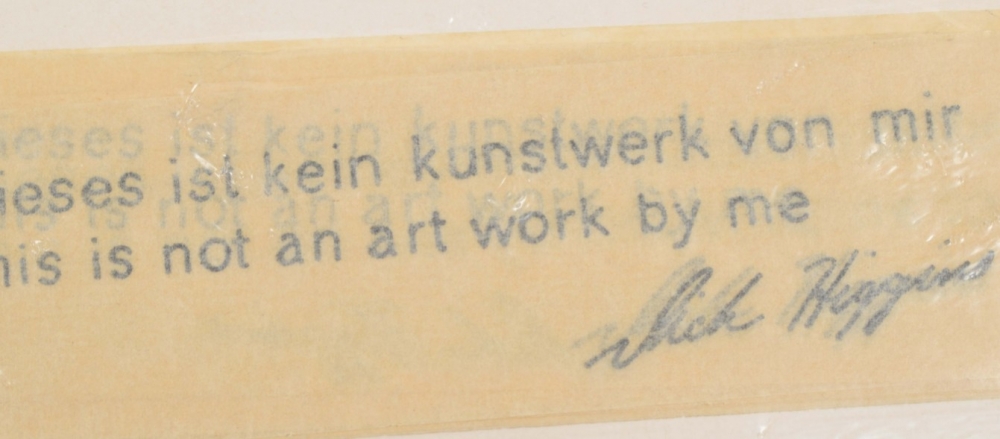 ieses ist kein kunstwerk von mir
his is not an art work by me
Dick Higgins